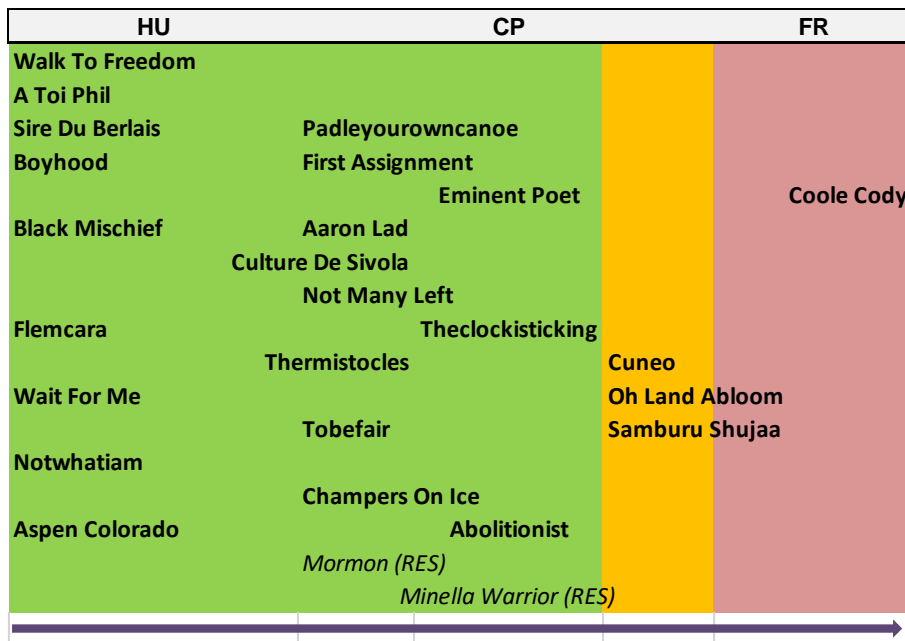 HU CP FR
Walk To Freedom
A Toi Phil
Sire Du Berlais Padleyourowncanoe
Boyhood First Assignment
Eminent Poet Coole Cody
Black Mischief Aaron Lad
Culture De Sivola
Not Many Left
Flemcara Theclockisticking
Thermistocles Cuneo
Wait For Me Oh Land Abloom
Tobefair Samburu Shujaa
Notwhatiam
Champers On Ice
Aspen Colorado Abolitionist
Mormon (RES)
Minella Warrior (RES)